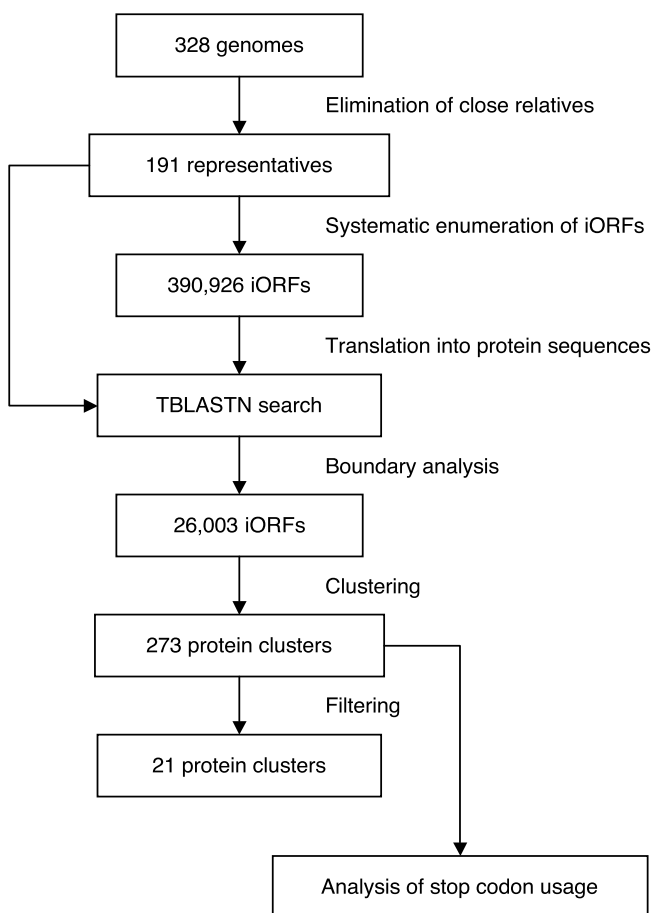 328 genomes
Elimination of close relatives
191 representatives
Systematic enumeration of iORFs
390,926 iORFs
Translation into protein sequences
TBLASTN search
Boundary analysis
26,003 iORFs
Clustering
273 protein clusters
Filtering
21 protein clusters
Analysis of stop codon usage